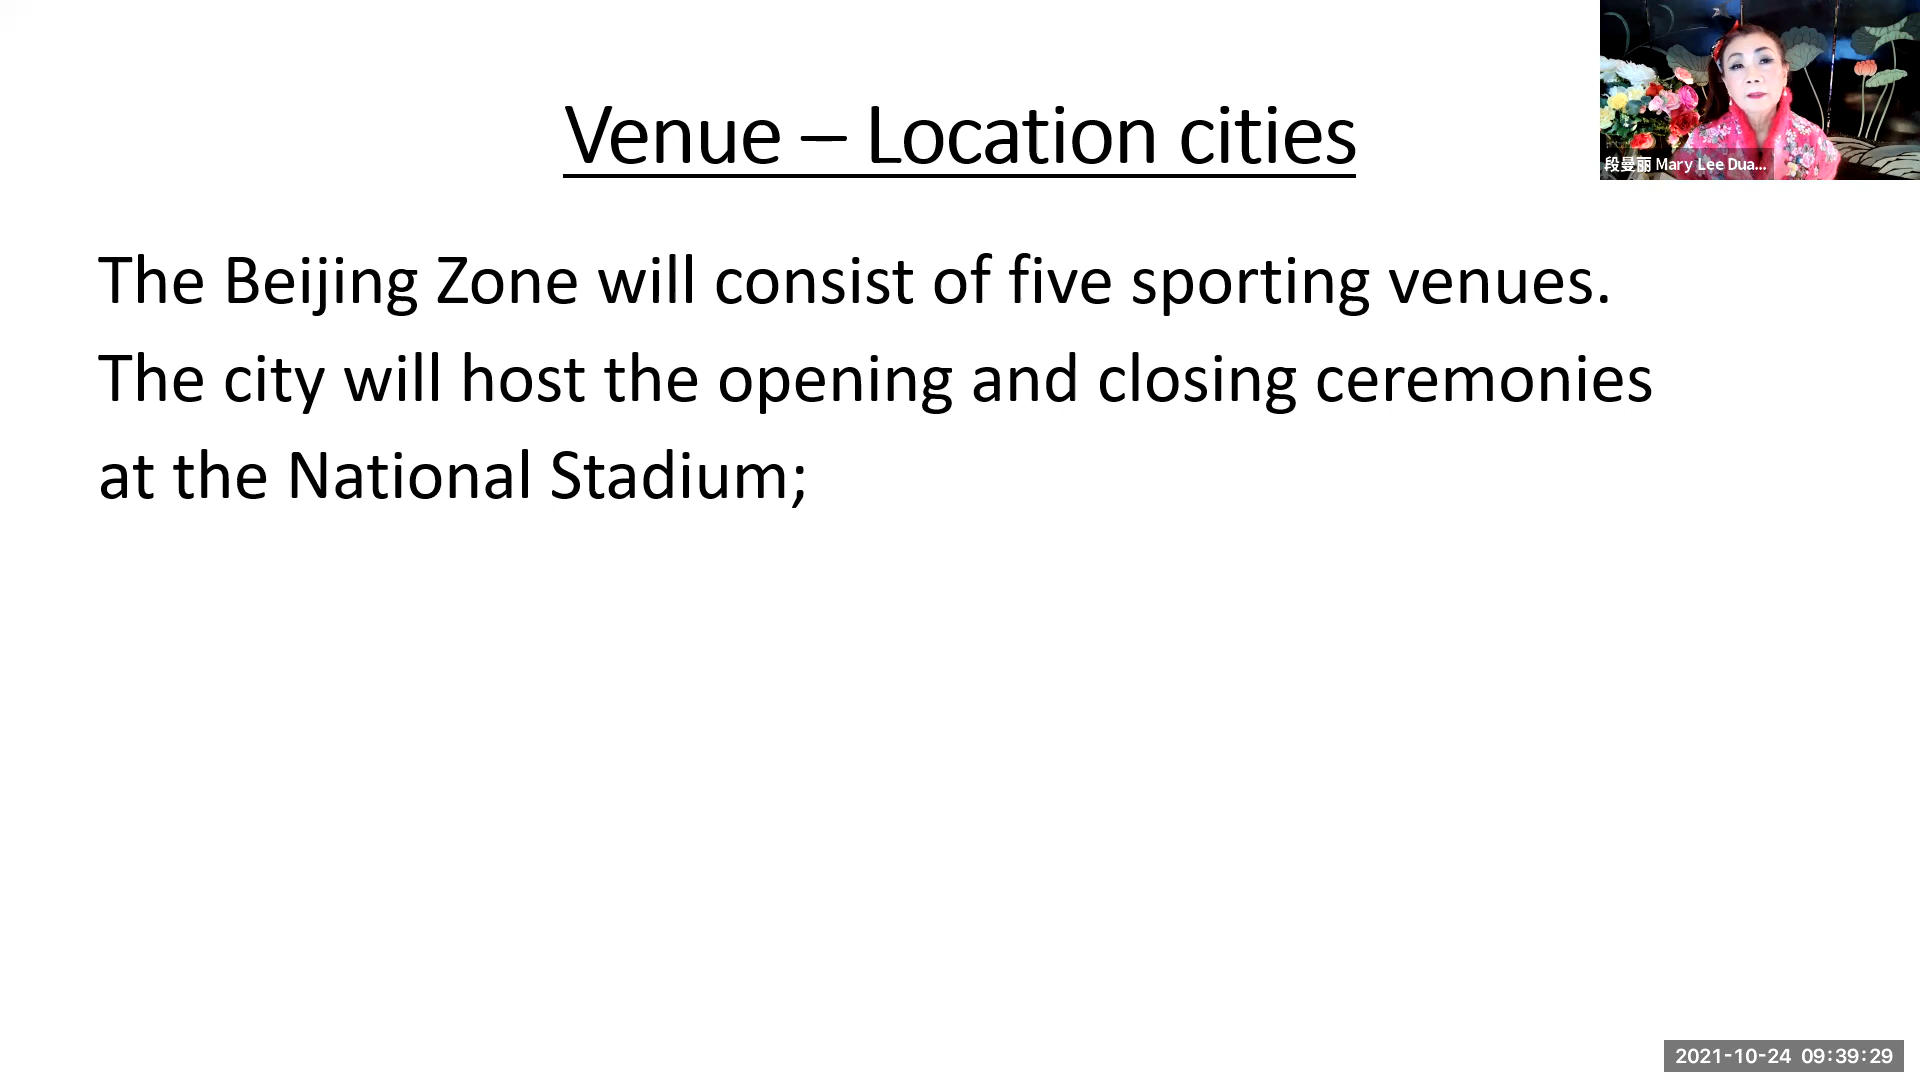 Venue – Location cities
段曼丽 Mary Lee Dua...
The Beijing Zone will consist of five sporting venues.
The city will host the opening and closing ceremonies
at the National Stadium;
2021-10-24 09:39:29